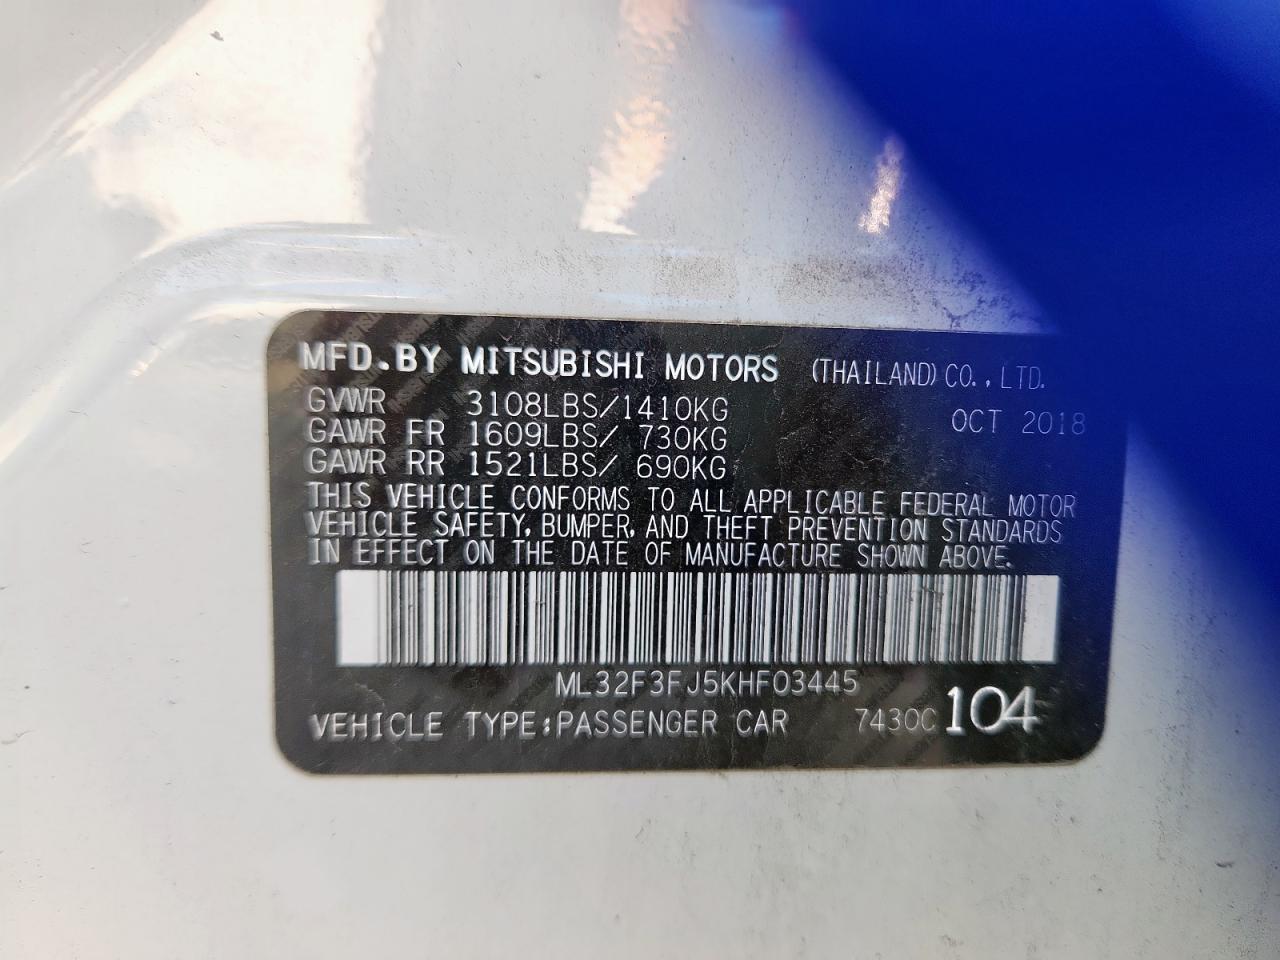 MFD.BY MITSUBISHI MOTORS (THAILAND) CO.,LTD.
GVWR 3108LBS/1410KG OCT 2018
GAWR FR 1609LBS/ 730KG
GAWR RR 1521LBS/ 690KG
THIS VEHICLE CONFORMS TO ALL APPLICABLE FEDERAL MOTOR
VEHICLE SAFETY, BUMPER, AND THEFT PREVENTION STANDARDS
IN EFFECT ON THE DATE OF MANUFACTURE SHOWN ABOVE.
ML32F3FJ5KHF03445
VEHICLE TYPE:PASSENGER CAR 7430C 104